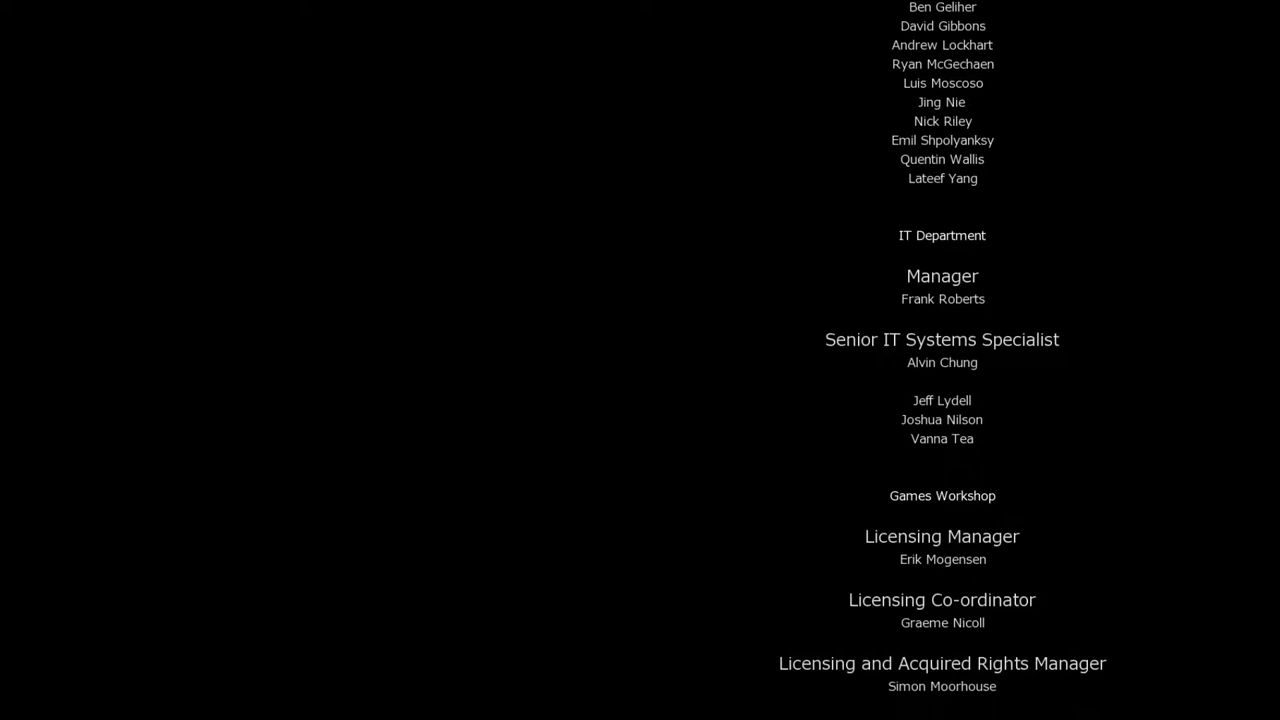 Ben Geliher
David Gibbons
Andrew Lockhart
Ryan McGechaen
Luis Moscoso
Jing Nie
Nick Riley
Emil Shpolyanksy
Quentin Wallis
Lateef Yang
IT Department
Manager
Frank Roberts
Senior IT Systems Specialist
Alvin Chung
Jeff Lydell
Joshua Nilson
Vanna Tea
Games Workshop
Licensing Manager
Erik Mogensen
Licensing Co-ordinator
Graeme Nicoll
Licensing and Acquired Rights Manager
Simon Moorhouse